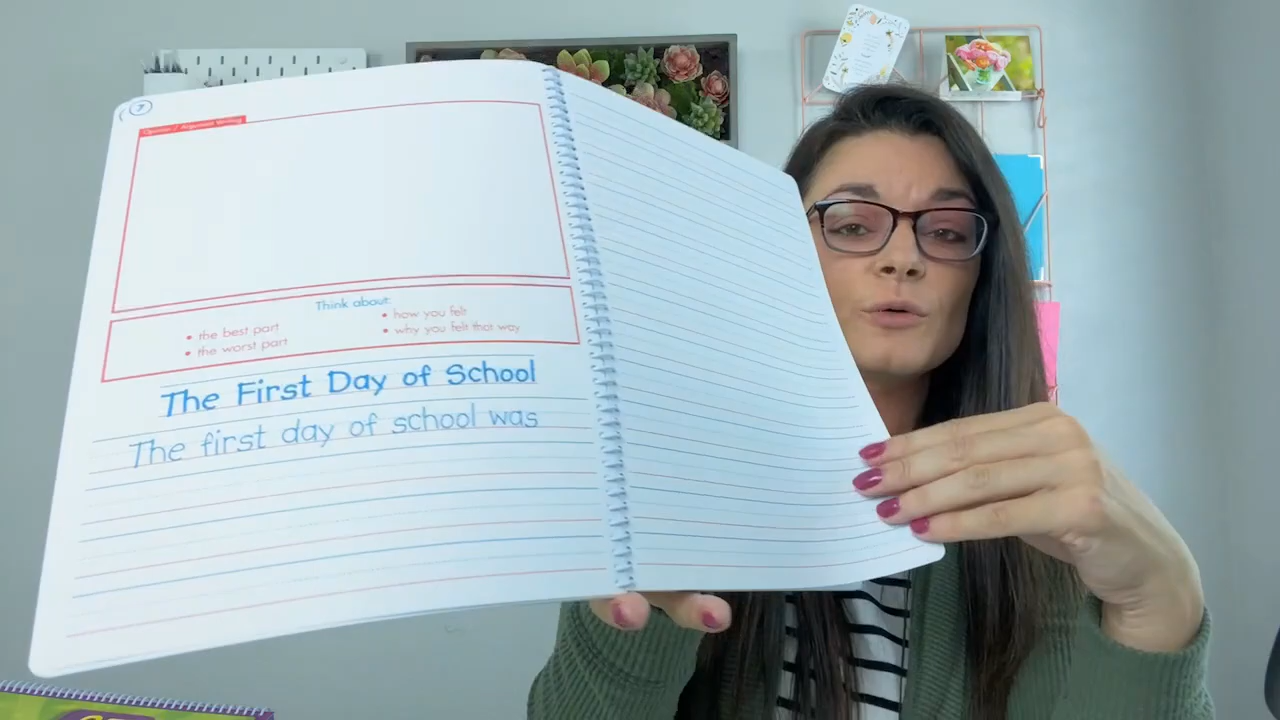 7
Opinion / Argument Writing
Think about:
• the best part
• the worst part
• how you felt
• why you felt that way
The First Day of School
The first day of school was